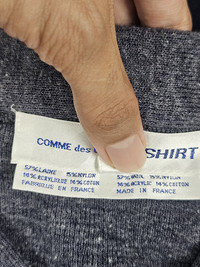 COMME des SHIRT
57%LAINE 15%NYLON 57%WOOL 15%NYLON
14%ACRYLIQUE 14%COTON 14%ACRYLIC 14%COTTON
FABRIQUE EN FRANCE MADE IN FRANCE